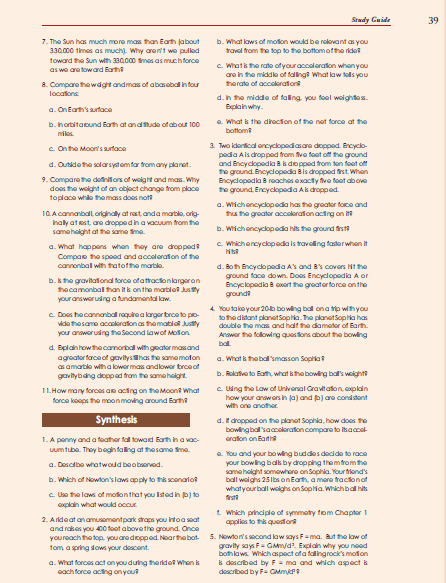 Study Guide
39
7. The Sun has much more mass than Earth (about
330,000 times as much). Why aren't we pulled
toward the Sun with 330,000 times as much force
as we are toward Earth?
8. Compare the weight and mass of a baseball in four
locations:
a. On Earth's surface
b. In orbit around Earth at an altitude of about 100
miles.
c. On the Moon's surface
d. Outside the solar system far from any planet.
9. Compare the definitions of weight and mass. Why
does the weight of an object change from place
to place while the mass does not?
10. A cannonball, originally at rest, and a marble, orig-
inally at rest, are dropped in a vacuum from the
same height at the same time.
a. What happens when they are dropped?
Compare the speed and acceleration of the
cannonball with that of the marble.
b. Is the gravitational force of attraction larger on
the cannonball than it is on the marble? Justify
your answer using a fundamental law.
c. Does the cannonball require a larger force to pro-
vide the same acceleration as the marble? Justify
your answer using the Second Law of Motion.
d. Explain how the cannonball with greater mass and
a greater force of gravity still has the same motion
as a marble with a lower mass and lower force of
gravity being dropped from the same height.
11. How many forces are acting on the Moon? What
force keeps the moon moving around Earth?
Synthesis
1. A penny and a feather fall toward Earth in a vac-
uum tube. They begin falling at the same time.
a. Describe what would be observed.
b. Which of Newton's laws apply to this scenario?
c. Use the laws of motion that you listed in (b) to
explain what would occur.
2. A ride at an amusement park straps you into a seat
and raises you 400 feet above the ground. Once
you reach the top, you are dropped. Near the bot-
tom, a spring slows your descent.
a. What forces act on you during the ride? When is
each force acting on you?
b. What laws of motion would be relevant as you
travel from the top to the bottom of the ride?
c. What is the rate of your acceleration when you
are in the middle of falling? What law tells you
the rate of acceleration?
d. In the middle of falling, you feel weightless.
Explain why.
e. What is the direction of the net force at the
bottom?
3. Two identical encyclopedias are dropped. Encyclo-
pedia A is dropped from five feet off the ground
and Encyclopedia B is dropped from ten feet off
the ground. Encyclopedia B is dropped first. When
Encyclopedia B reaches exactly five feet above
the ground, Encyclopedia A is dropped.
a. Which encyclopedia has the greater force and
thus the greater acceleration acting on it?
b. Which encyclopedia hits the ground first?
c. Which encyclopedia is travelling faster when it
hits?
d. Both Encyclopedia A's and B's covers hit the
ground face down. Does Encyclopedia A or
Encyclopedia B exert the greater force on the
ground?
4. You take your 20-lb bowling ball on a trip with you
to the distant planet Sophia. The planet Sophia has
double the mass and half the diameter of Earth.
Answer the following questions about the bowling
ball.
a. What is the ball's mass on Sophia?
b. Relative to Earth, what is the bowling ball's weight?
c. Using the Law of Universal Gravitation, explain
how your answers in (a) and (b) are consistent
with one another.
d. If dropped on the planet Sophia, how does the
bowling ball's acceleration compare to its accel-
eration on Earth?
e. You and your bowling buddies decide to race
your bowling balls by dropping them from the
same height somewhere on Sophia. Your friend's
ball weighs 25 lbs on Earth, a mere fraction of
what your ball weighs on Sophia. Which ball hits
first?
f. Which principle of symmetry from Chapter 1
applies to this question?
5. Newton's second law says F = ma. But the law of
gravity says F = GMm/d². Explain why you need
both laws. Which aspect of a falling rock's motion
is described by F = ma and which aspect is
described by F= GMm/d²?